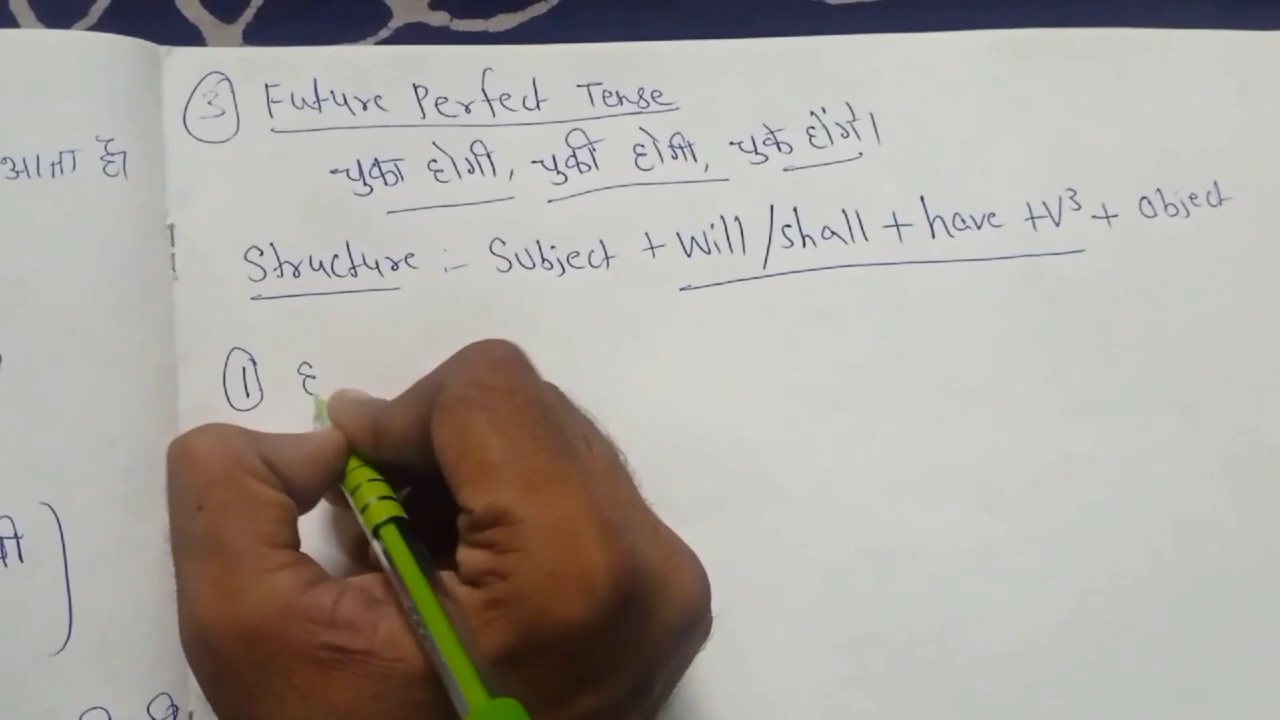 आता है।
③ Future Perfect Tense
चुका होगी, चुकी होगी, चुके होंगे।
Structure :- Subject + will/shall + have + V³ + Object
①